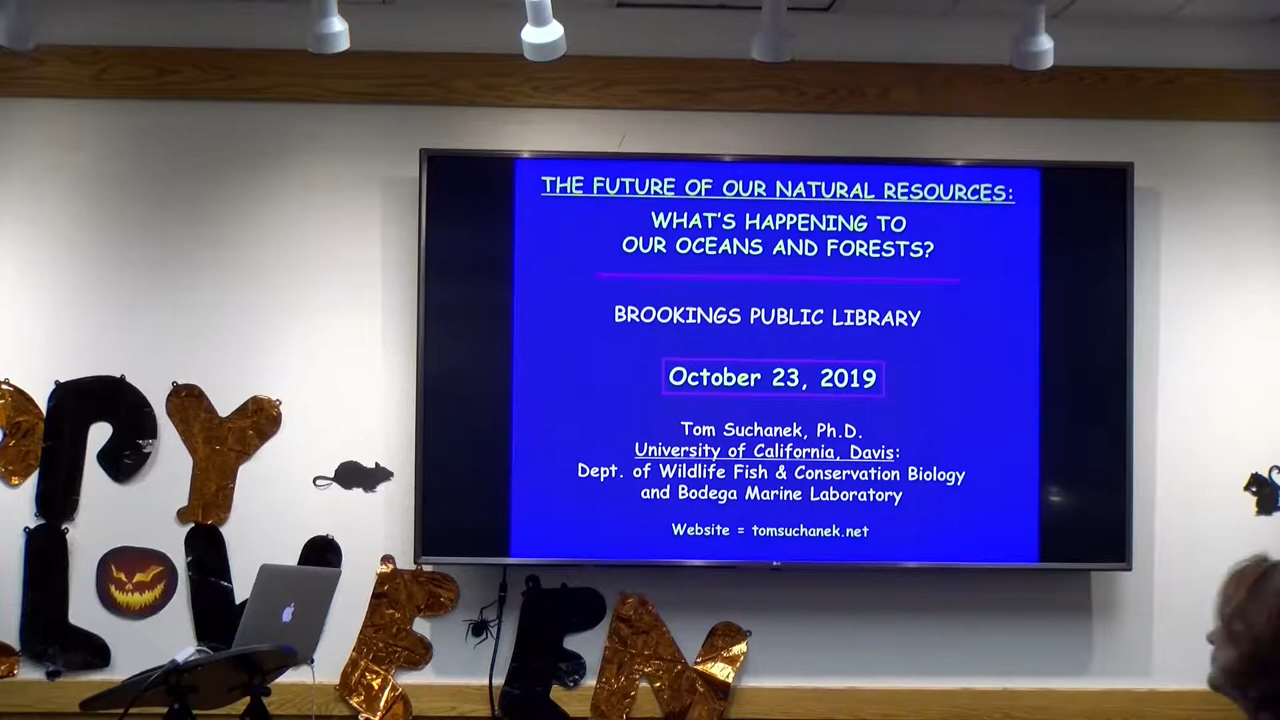 THE FUTURE OF OUR NATURAL RESOURCES:
WHAT'S HAPPENING TO
OUR OCEANS AND FORESTS?
BROOKINGS PUBLIC LIBRARY
October 23, 2019
Tom Suchanek, Ph.D.
University of California, Davis:
Dept. of Wildlife Fish & Conservation Biology
and Bodega Marine Laboratory
Website = tomsuchanek.net
PY
L W EEN